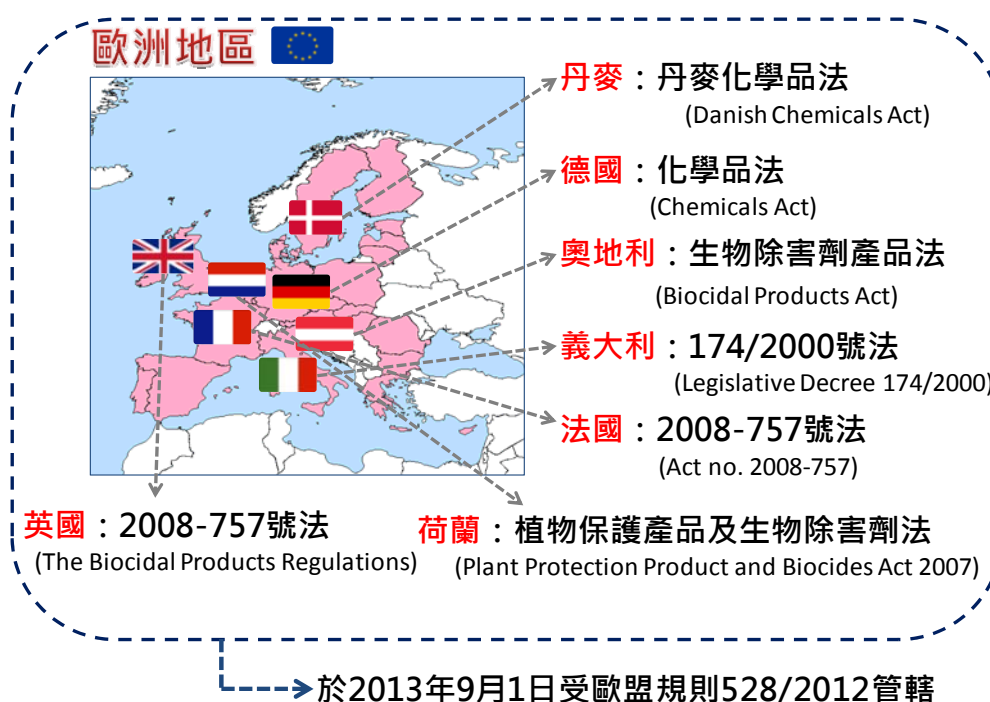 歐洲地區
丹麥：丹麥化學品法
(Danish Chemicals Act)
德國：化學品法
(Chemicals Act)
奧地利：生物除害劑產品法
(Biocidal Products Act)
義大利：174/2000號法
(Legislative Decree 174/2000)
法國：2008-757號法
(Act no. 2008-757)
英國：2008-757號法
(The Biocidal Products Regulations)
荷蘭：植物保護產品及生物除害劑法
(Plant Protection Product and Biocides Act 2007)
於2013年9月1日受歐盟規則528/2012管轄